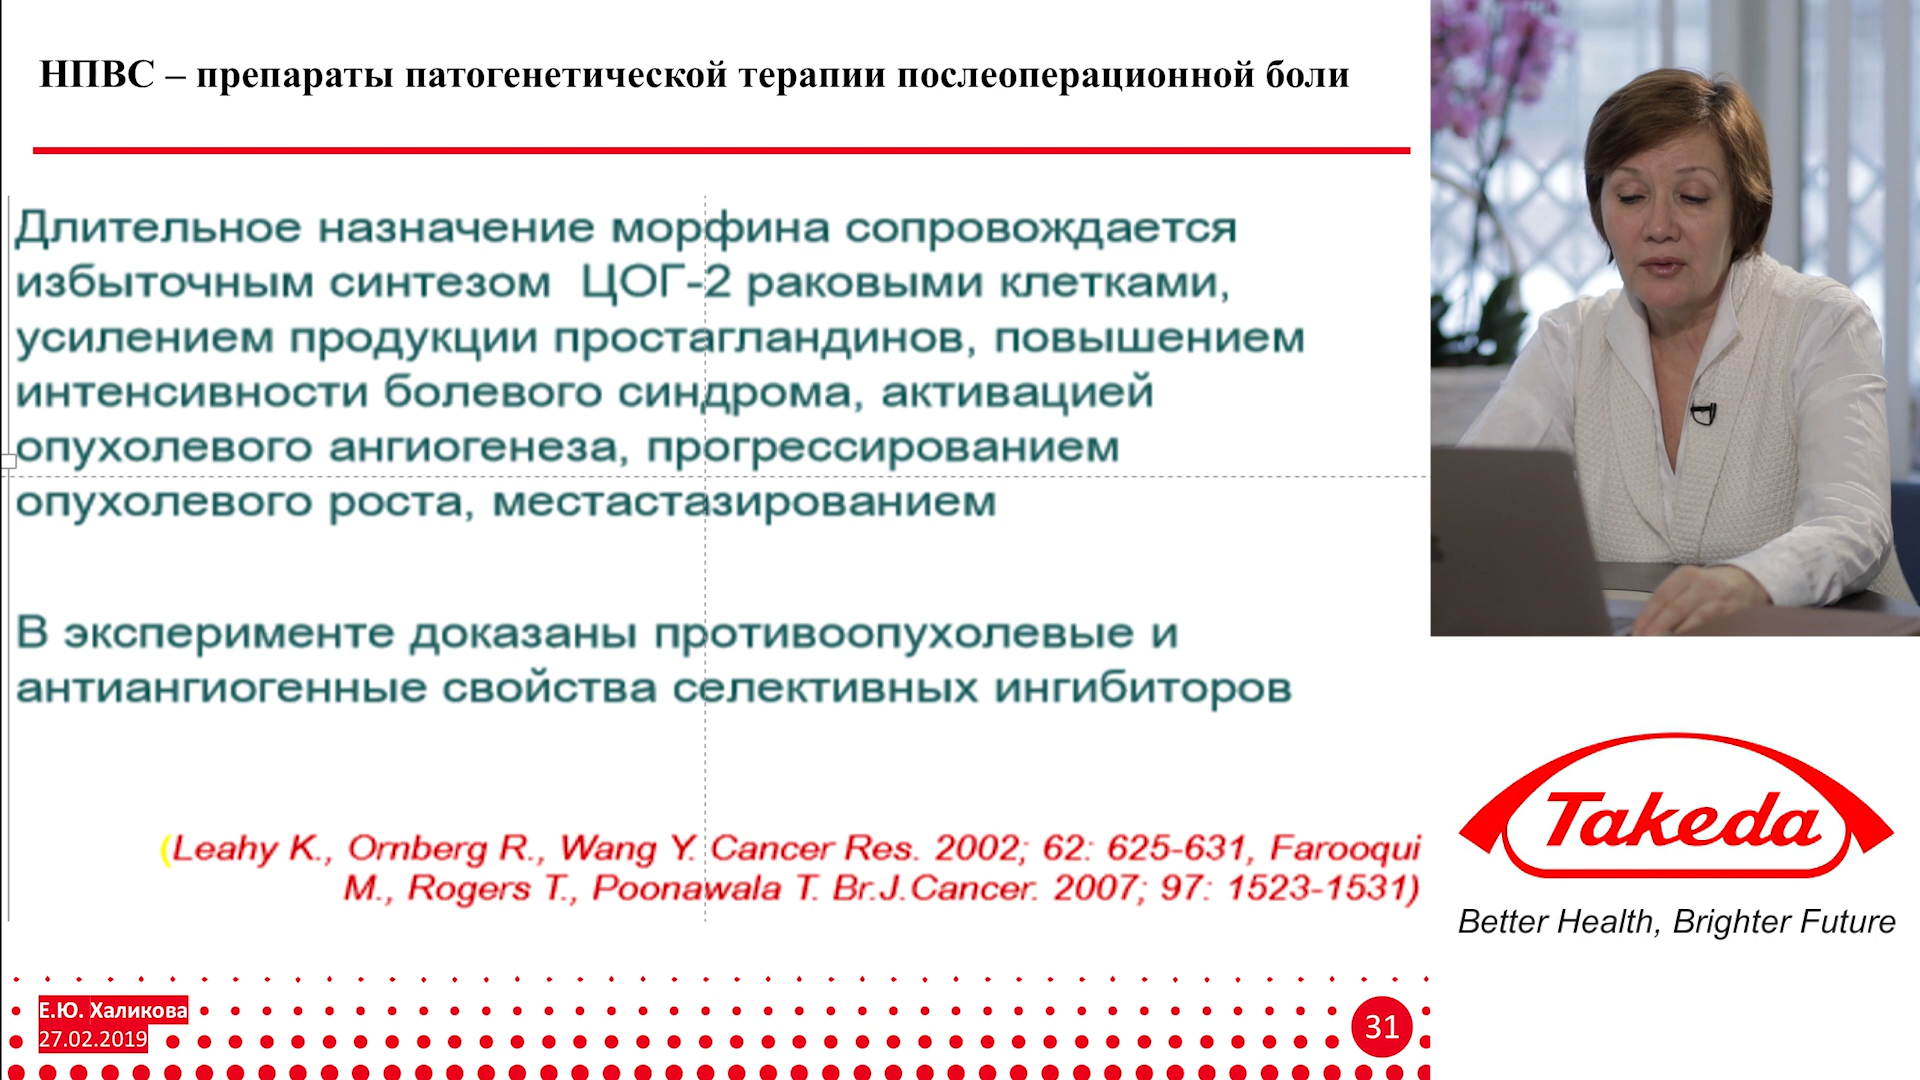 НПВС – препараты патогенетической терапии послеоперационной боли
Длительное назначение морфина сопровождается
избыточным синтезом ЦОГ-2 раковыми клетками,
усилением продукции простагландинов, повышением
интенсивности болевого синдрома, активацией
опухолевого ангиогенеза, прогрессированием
опухолевого роста, местастазированием
В эксперименте доказаны противоопухолевые и
антиангиогенные свойства селективных ингибиторов
(Leahy K., Ornberg R., Wang Y. Cancer Res. 2002; 62: 625-631, Farooqui
M., Rogers T., Poonawala T. Br.J.Cancer. 2007; 97: 1523-1531)
Е.Ю. Халикова
27.02.2019
31
Takeda
Better Health, Brighter Future